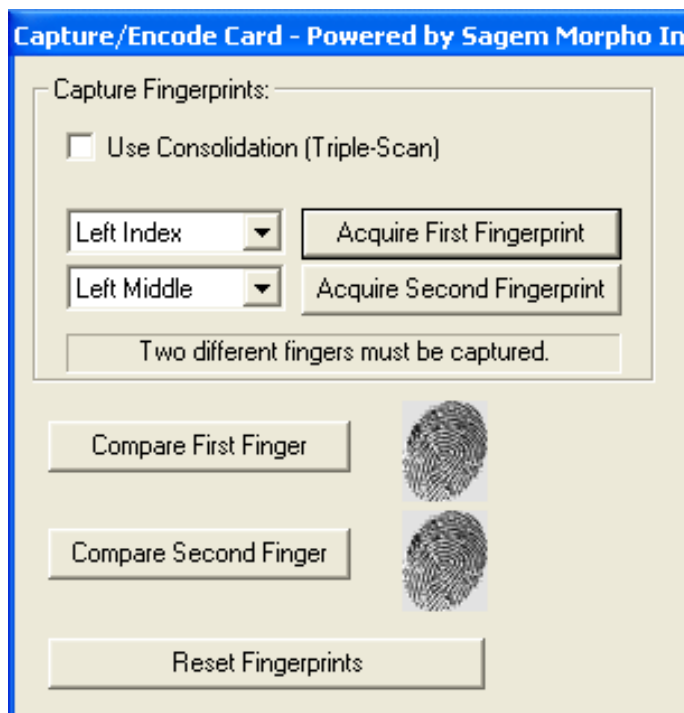 Capture/Encode Card - Powered by Sagem Morpho In
Capture Fingerprints:
Use Consolidation (Triple-Scan)
Left Index
Acquire First Fingerprint
Left Middle
Acquire Second Fingerprint
Two different fingers must be captured.
Compare First Finger
Compare Second Finger
Reset Fingerprints